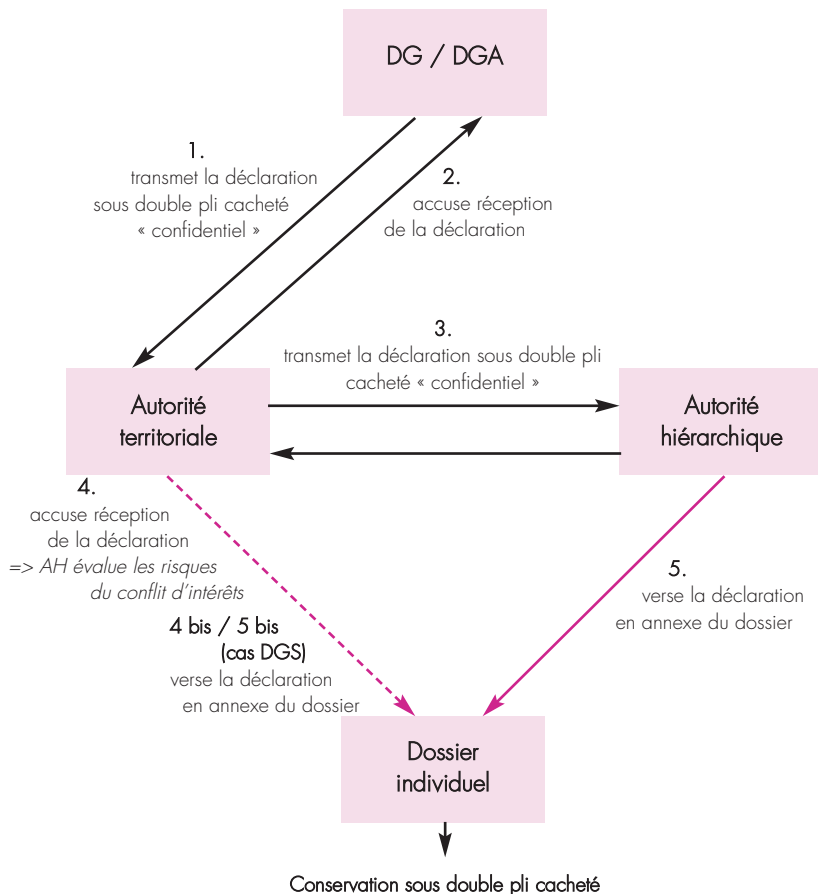 DG / DGA
1.
transmet la déclaration
sous double pli cacheté
« confidentiel »
2.
accuse réception
de la déclaration
3.
transmet la déclaration sous double pli
cacheté « confidentiel »
Autorité
territoriale
Autorité
hiérarchique
4.
accuse réception
de la déclaration
=> AH évalue les risques
du conflit d’intérêts
4 bis / 5 bis
(cas DGS)
verse la déclaration
en annexe du dossier
5.
verse la déclaration
en annexe du dossier
Dossier
individuel
Conservation sous double pli cacheté